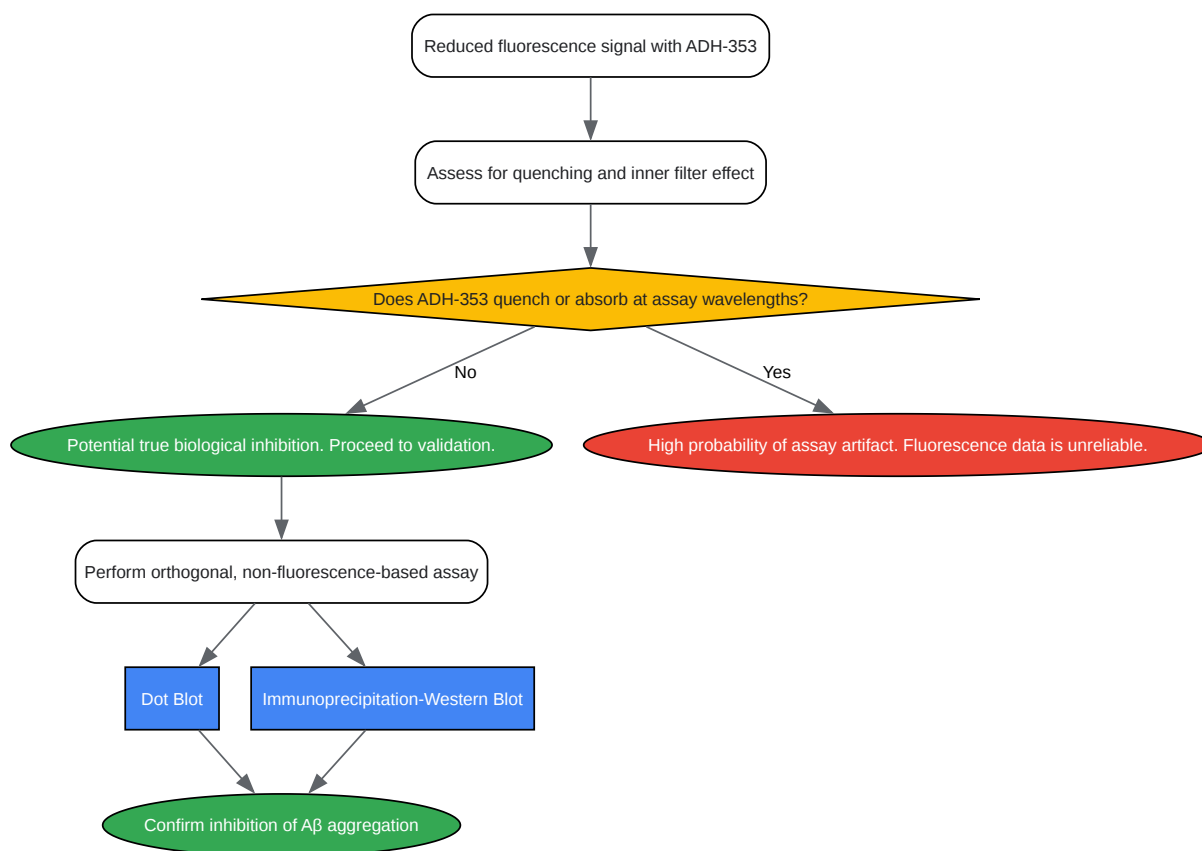 Reduced fluorescence signal with ADH-353
Assess for quenching and inner filter effect
Does ADH-353 quench or absorb at assay wavelengths?
No
Yes
Potential true biological inhibition. Proceed to validation.
High probability of assay artifact. Fluorescence data is unreliable.
Perform orthogonal, non-fluorescence-based assay
Dot Blot
Immunoprecipitation-Western Blot
Confirm inhibition of Aβ aggregation